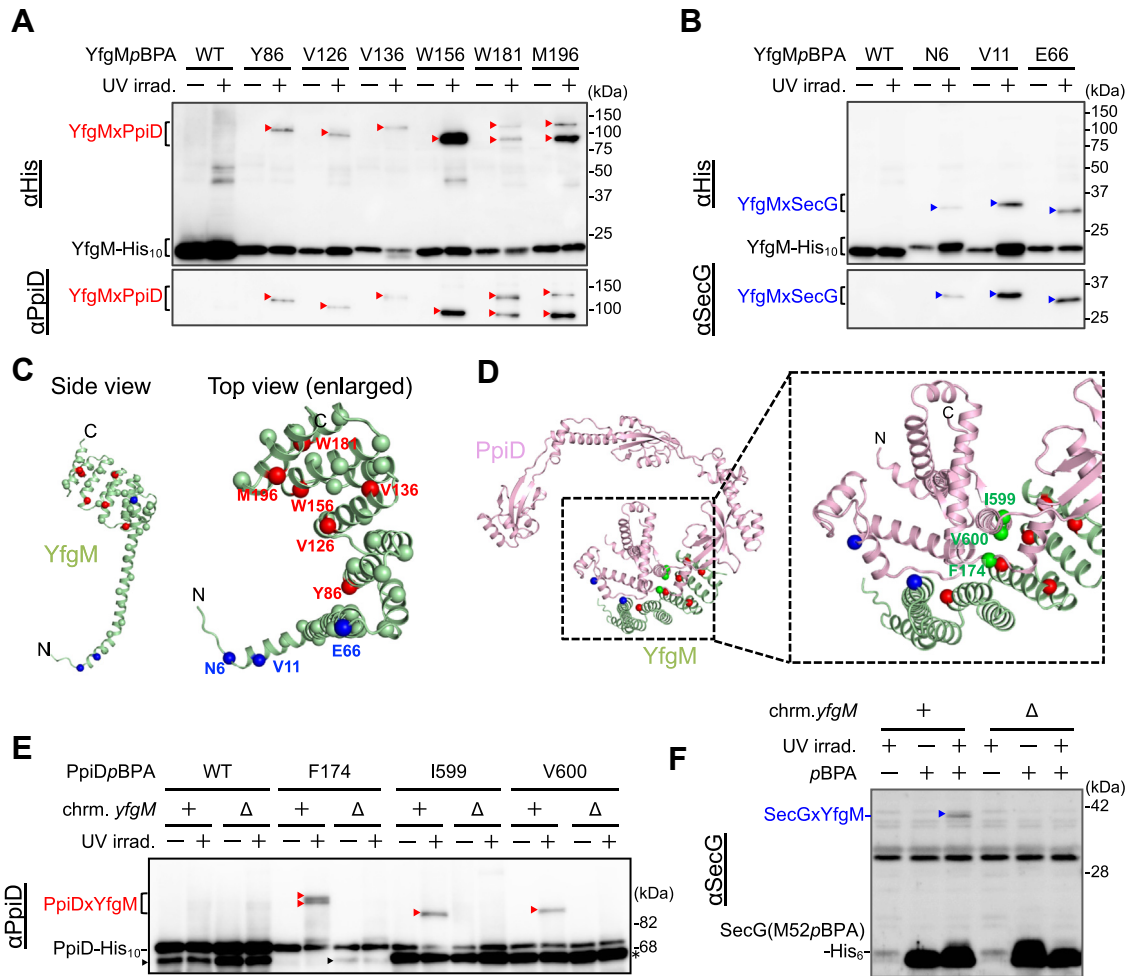 A
YfgMpBPA WT Y86 V126 V136 W156 W181 M196
UV irrad. − + − + − + − + − + − + − +
(kDa)
αHis
YfgMxPpiD
YfgM-His10
-150
-100
-75
-50
-37
-25
-20
αPpiD
YfgMxPpiD
-150
-100
B
YfgMpBPA WT N6 V11 E66
UV irrad. − + − + − + − +
(kDa)
αHis
YfgMxSecG
YfgM-His10
-150
-100
-75
-50
-37
-25
-20
αSecG
YfgMxSecG
-37
-25
C
Side view
C
YfgM
N
Top view (enlarged)
C
W181
M196
W156
V136
V126
Y86
N
E66
N6
V11
D
PpiD
YfgM
N
C
I599
V600
F174
E
PpiDpBPA WT F174 I599 V600
chrm. yfgM + Δ + Δ + Δ + Δ
UV irrad. − + − + − + − + − + − + − + − +
(kDa)
αPpiD
PpiDxYfgM
PpiD-His10
-82
-68
*
F
chrm.yfgM + Δ
UV irrad. + − + + − +
pBPA − + + − + +
(kDa)
αSecG
SecGxYfgM-
-42
-28
SecG(M52pBPA)
-His6